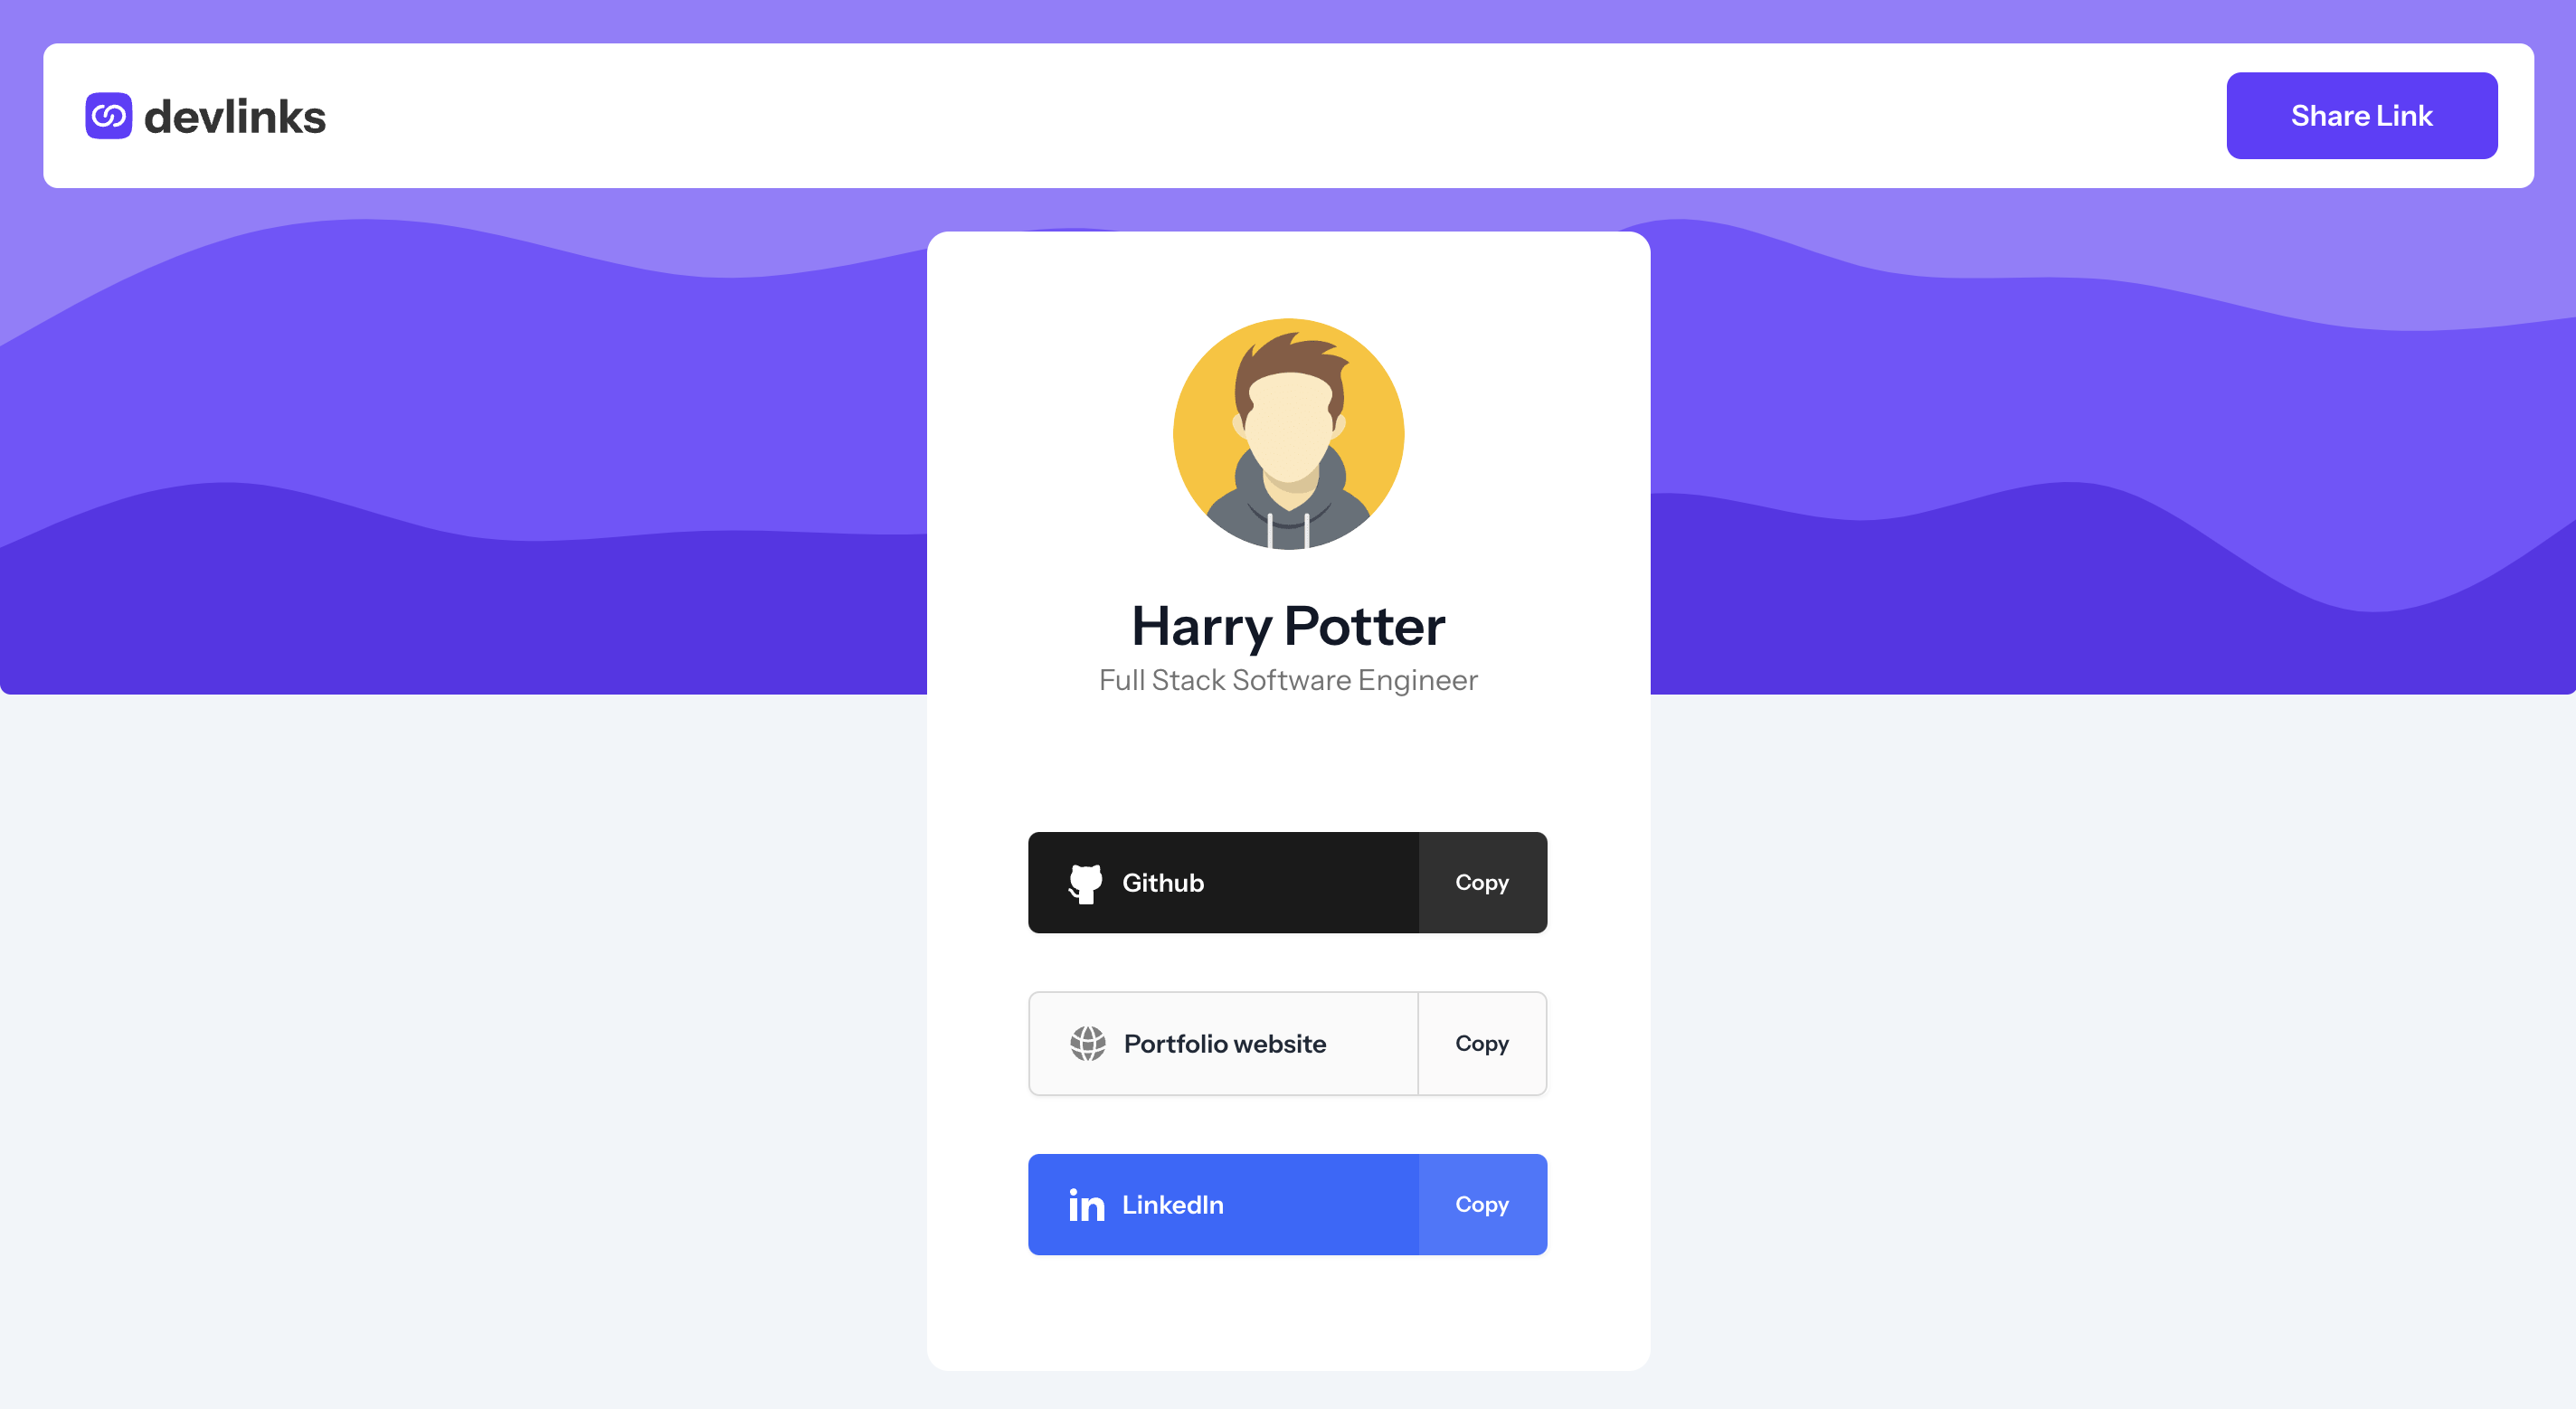 devlinks
Share Link
Harry Potter
Full Stack Software Engineer
Github
Copy
Portfolio website
Copy
LinkedIn
Copy